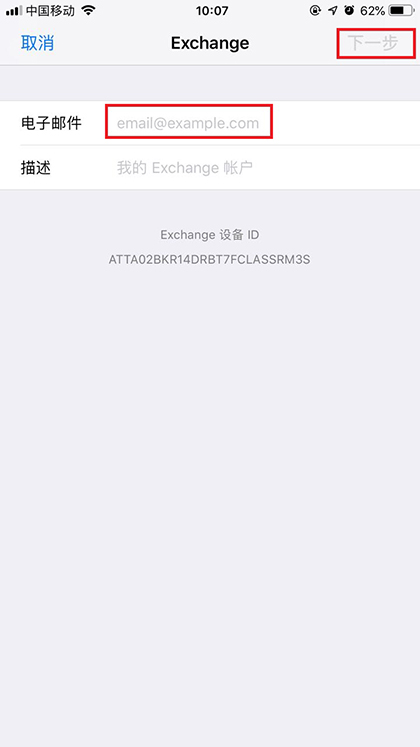 中国移动 10:07 62%
取消 Exchange 下一步
电子邮件 email@example.com
描述 我的 Exchange 帐户
Exchange 设备 ID
ATTA02BKR14DRBT7FCLASSRM3S